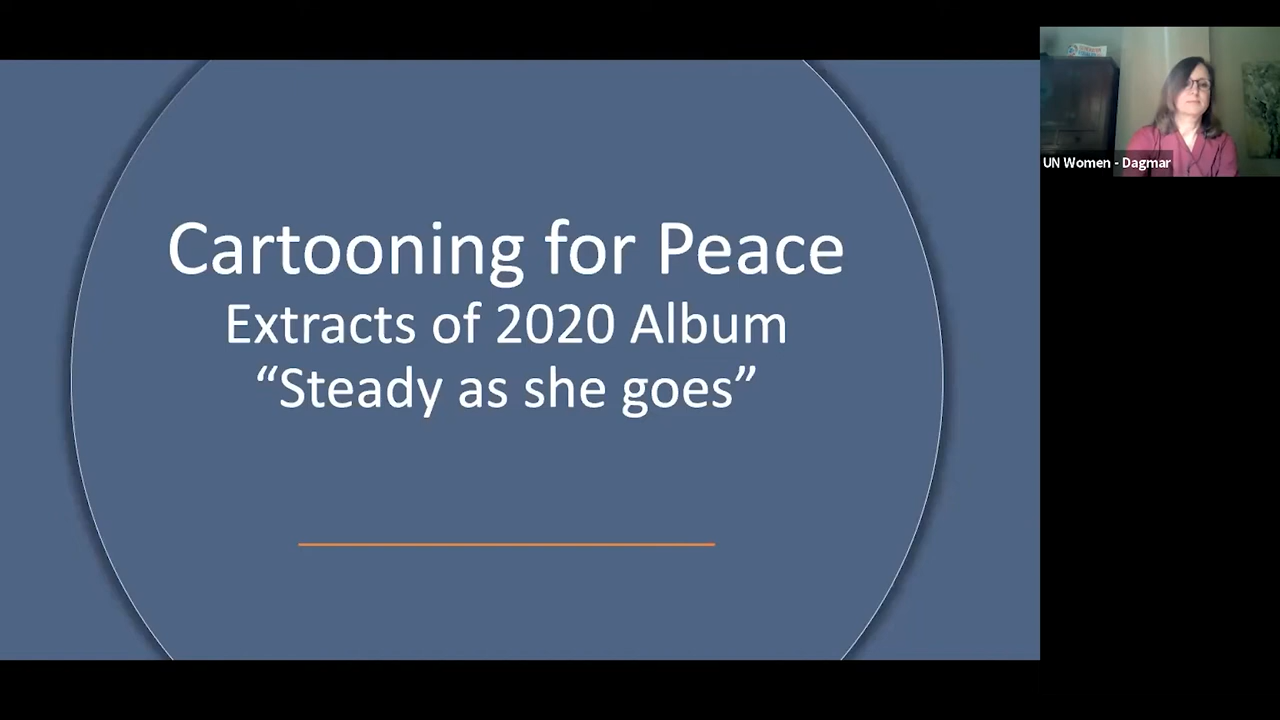 Cartooning for Peace
Extracts of 2020 Album
“Steady as she goes”
UN Women - Dagmar